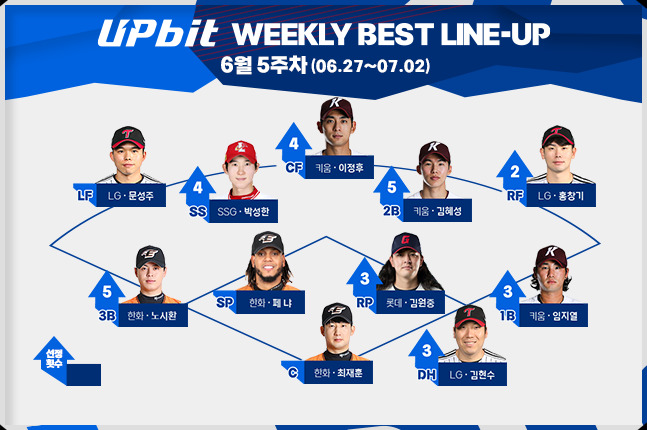 UPbit WEEKLY BEST LINE-UP
6월 5주차 (06.27~07.02)
K
4
CF 키움·이정후
T
LF LG·문성주
4
SS SSG·박성한
K
5
2B 키움·김혜성
T
2
RF LG·홍창기
5
3B 한화·노시환
SP 한화·페냐
G
3
RP 롯데·김원중
K
3
1B 키움·임지열
C 한화·최재훈
T
3
DH LG·김현수
선정
횟수